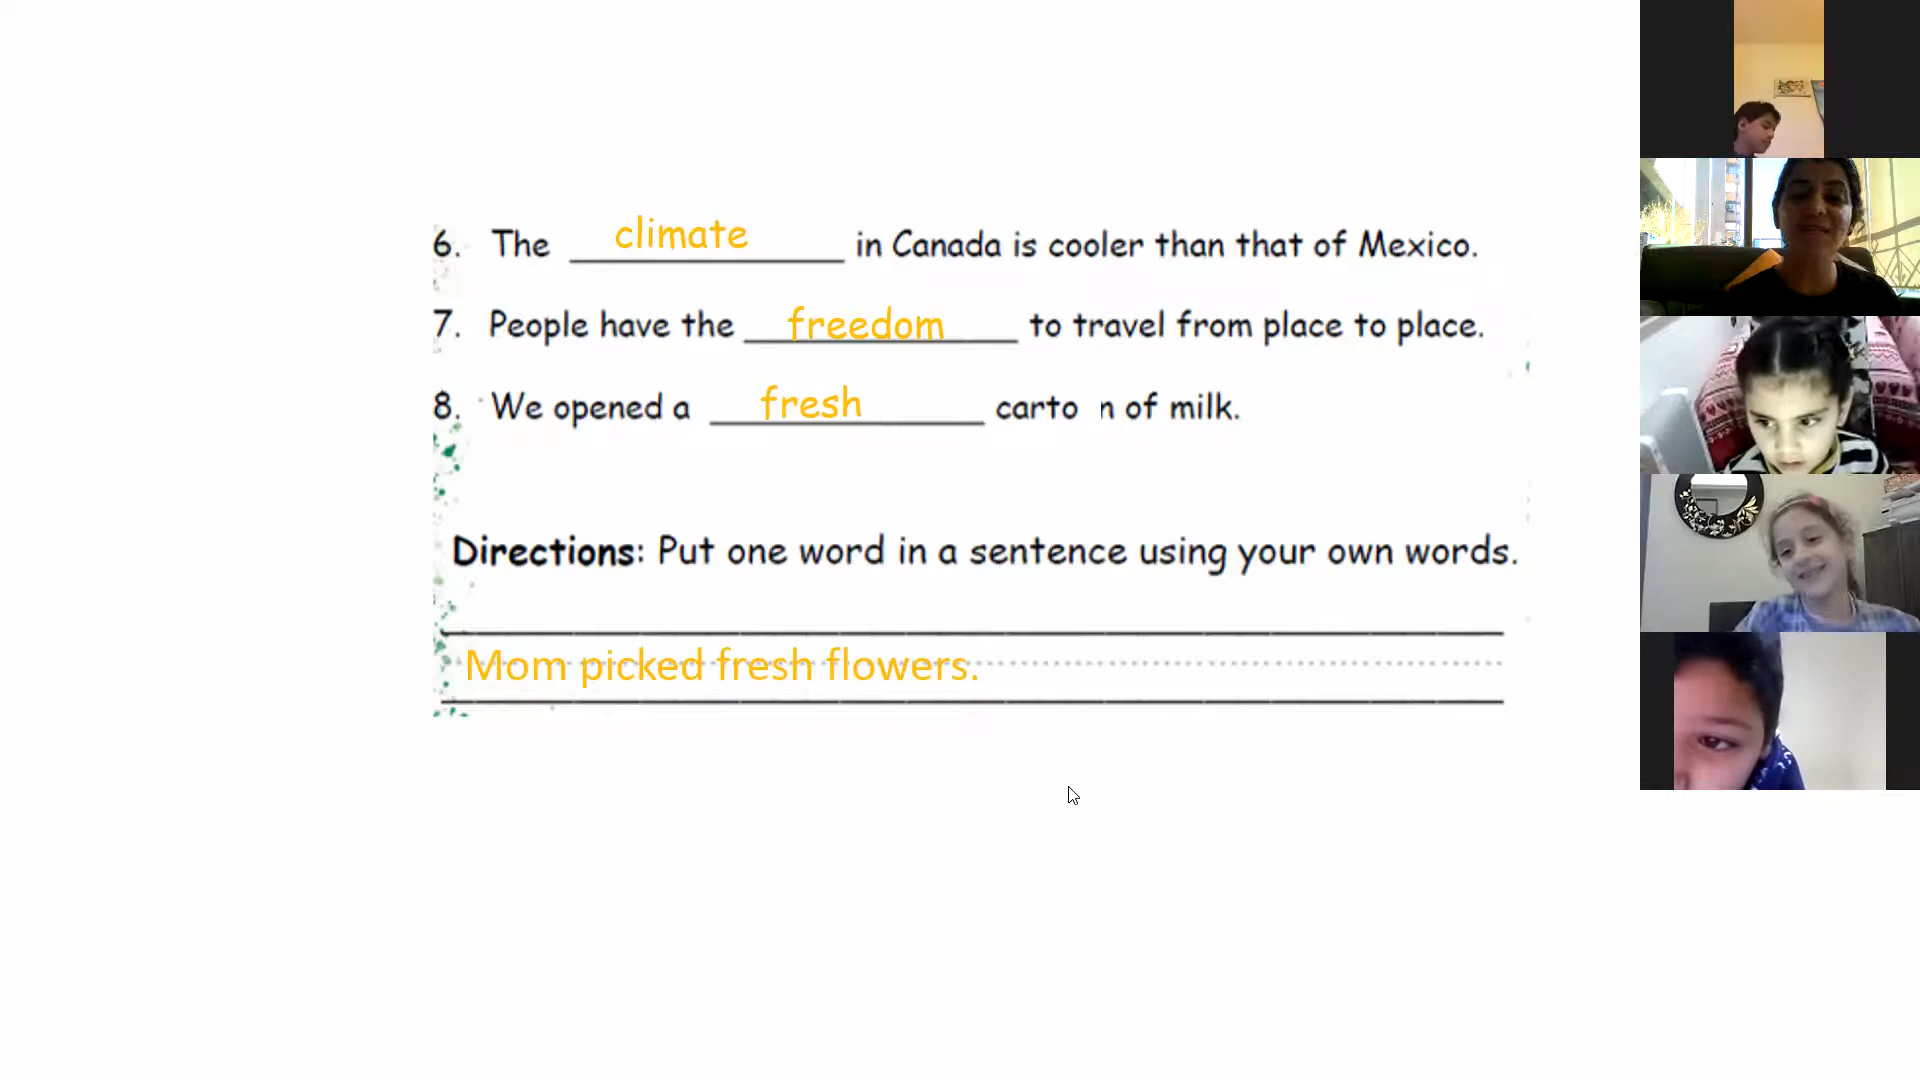 6. The climate in Canada is cooler than that of Mexico.
7. People have the freedom to travel from place to place.
8. We opened a fresh carto n of milk.
Directions: Put one word in a sentence using your own words.
Mom picked fresh flowers.